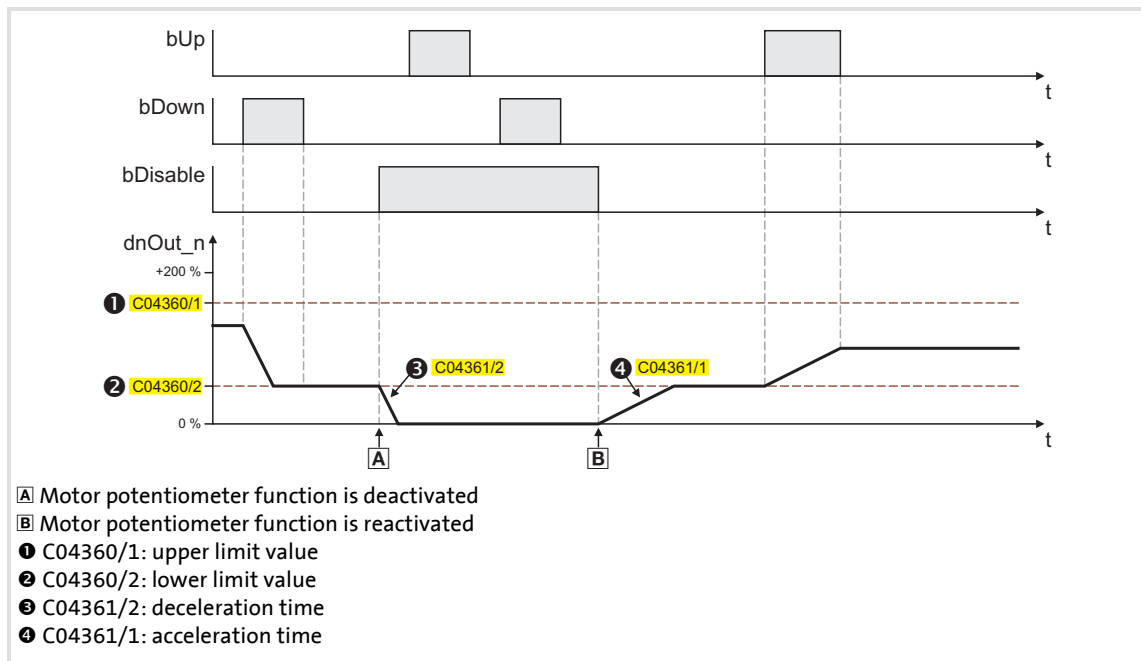 bUp
t
bDown
t
bDisable
t
dnOut_n
+200 %
❶ C04360/1
❸ C04361/2
❹ C04361/1
❷ C04360/2
0 %
t
A
B
A Motor potentiometer function is deactivated
B Motor potentiometer function is reactivated
❶ C04360/1: upper limit value
❷ C04360/2: lower limit value
❸ C04361/2: deceleration time
❹ C04361/1: acceleration time